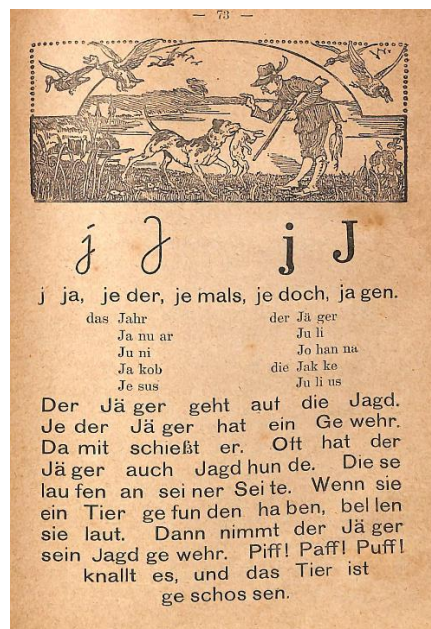 — 73 —
j J j J
j ja, je der, je mals, je doch, ja gen.
das Jahr
Ja nu ar
Ju ni
Ja kob
Je sus
der Jä ger
Ju li
Jo han na
die Jak ke
Ju li us
Der Jä ger geht auf die Jagd.
Je der Jä ger hat ein Ge wehr.
Da mit schießt er. Oft hat der
Jä ger auch Jagd hun de. Die se
lau fen an sei ner Sei te. Wenn sie
ein Tier ge fun den ha ben, bel len
sie laut. Dann nimmt der Jä ger
sein Jagd ge wehr. Piff! Paff! Puff!
knallt es, und das Tier ist
ge schos sen.